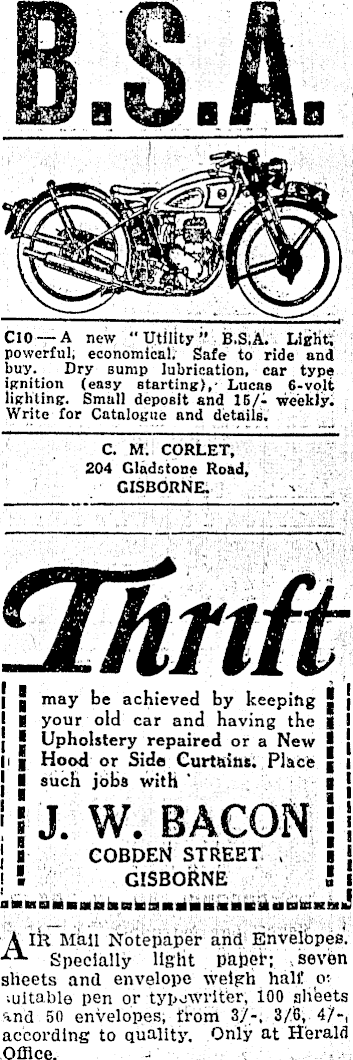 B.S.A.
BSA
C10 — A new "Utility" B.S.A. Light,
powerful, economical. Safe to ride and
buy. Dry sump lubrication, car type
ignition (easy starting), Lucas 6-volt
lighting. Small deposit and 15/- weekly.
Write for Catalogue and details.
C. M. CORLET,
204 Gladstone Road,
GISBORNE.
Thrift
may be achieved by keeping
your old car and having the
Upholstery repaired or a New
Hood or Side Curtains. Place
such jobs with
J. W. BACON
COBDEN STREET
GISBORNE
AIR Mail Notepaper and Envelopes.
Specially light paper; seven
sheets and envelope weigh half
suitable pen or typewriter, 100 sheets
and 50 envelopes, from 3/-, 3/6, 4/-,
according to quality. Only at Herald
Office.